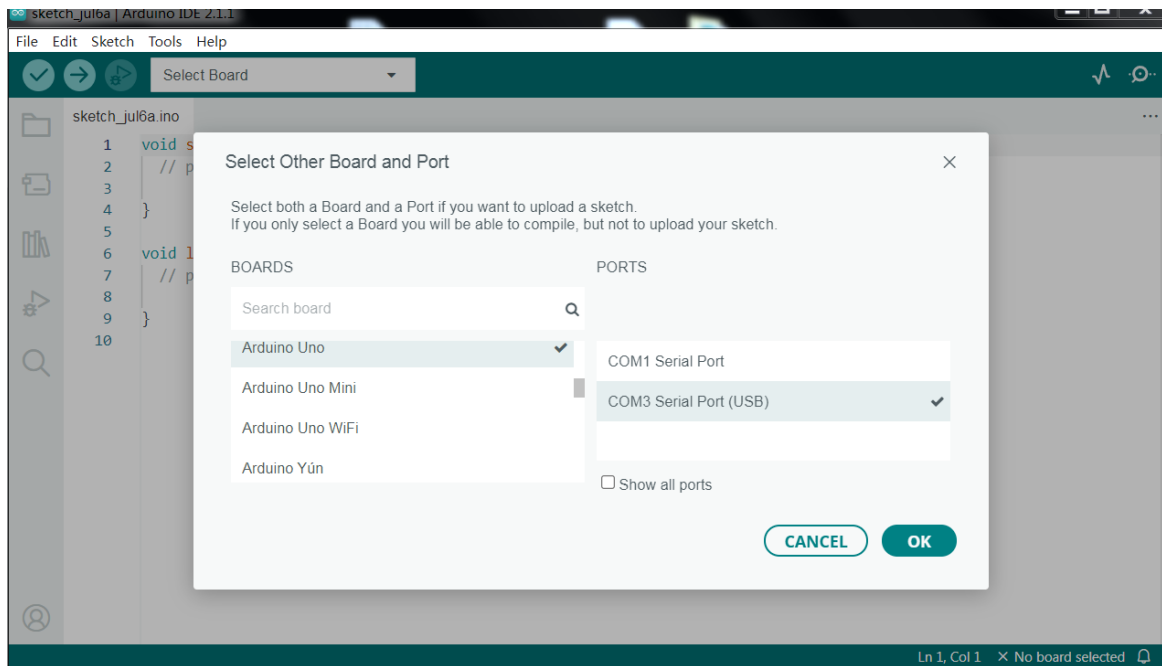 sketch_jul6a | Arduino IDE 2.1.1
File Edit Sketch Tools Help
Select Board
sketch_jul6a.ino
1 void s
2 // p
3
4 }
5
6 void l
7 // p
8
9 }
10
Select Other Board and Port
Select both a Board and a Port if you want to upload a sketch.
If you only select a Board you will be able to compile, but not to upload your sketch.
BOARDS
Search board
Arduino Uno
Arduino Uno Mini
Arduino Uno WiFi
Arduino Yún
PORTS
COM1 Serial Port
COM3 Serial Port (USB)
Show all ports
CANCEL OK
Ln 1, Col 1 No board selected